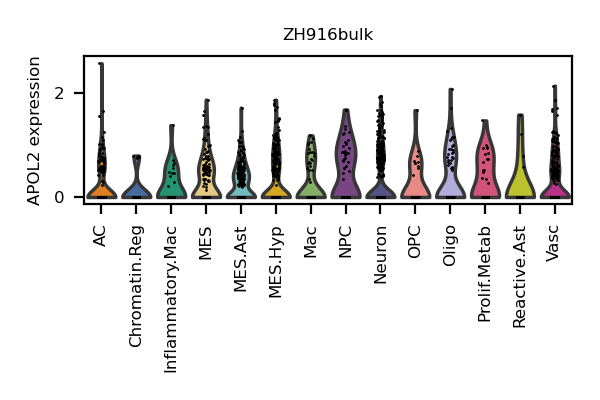 ZH916bulk
APOL2 expression
2
0
AC
Chromatin.Reg
Inflammatory.Mac
MES
MES.Ast
MES.Hyp
Mac
NPC
Neuron
OPC
Oligo
Prolif.Metab
Reactive.Ast
Vasc